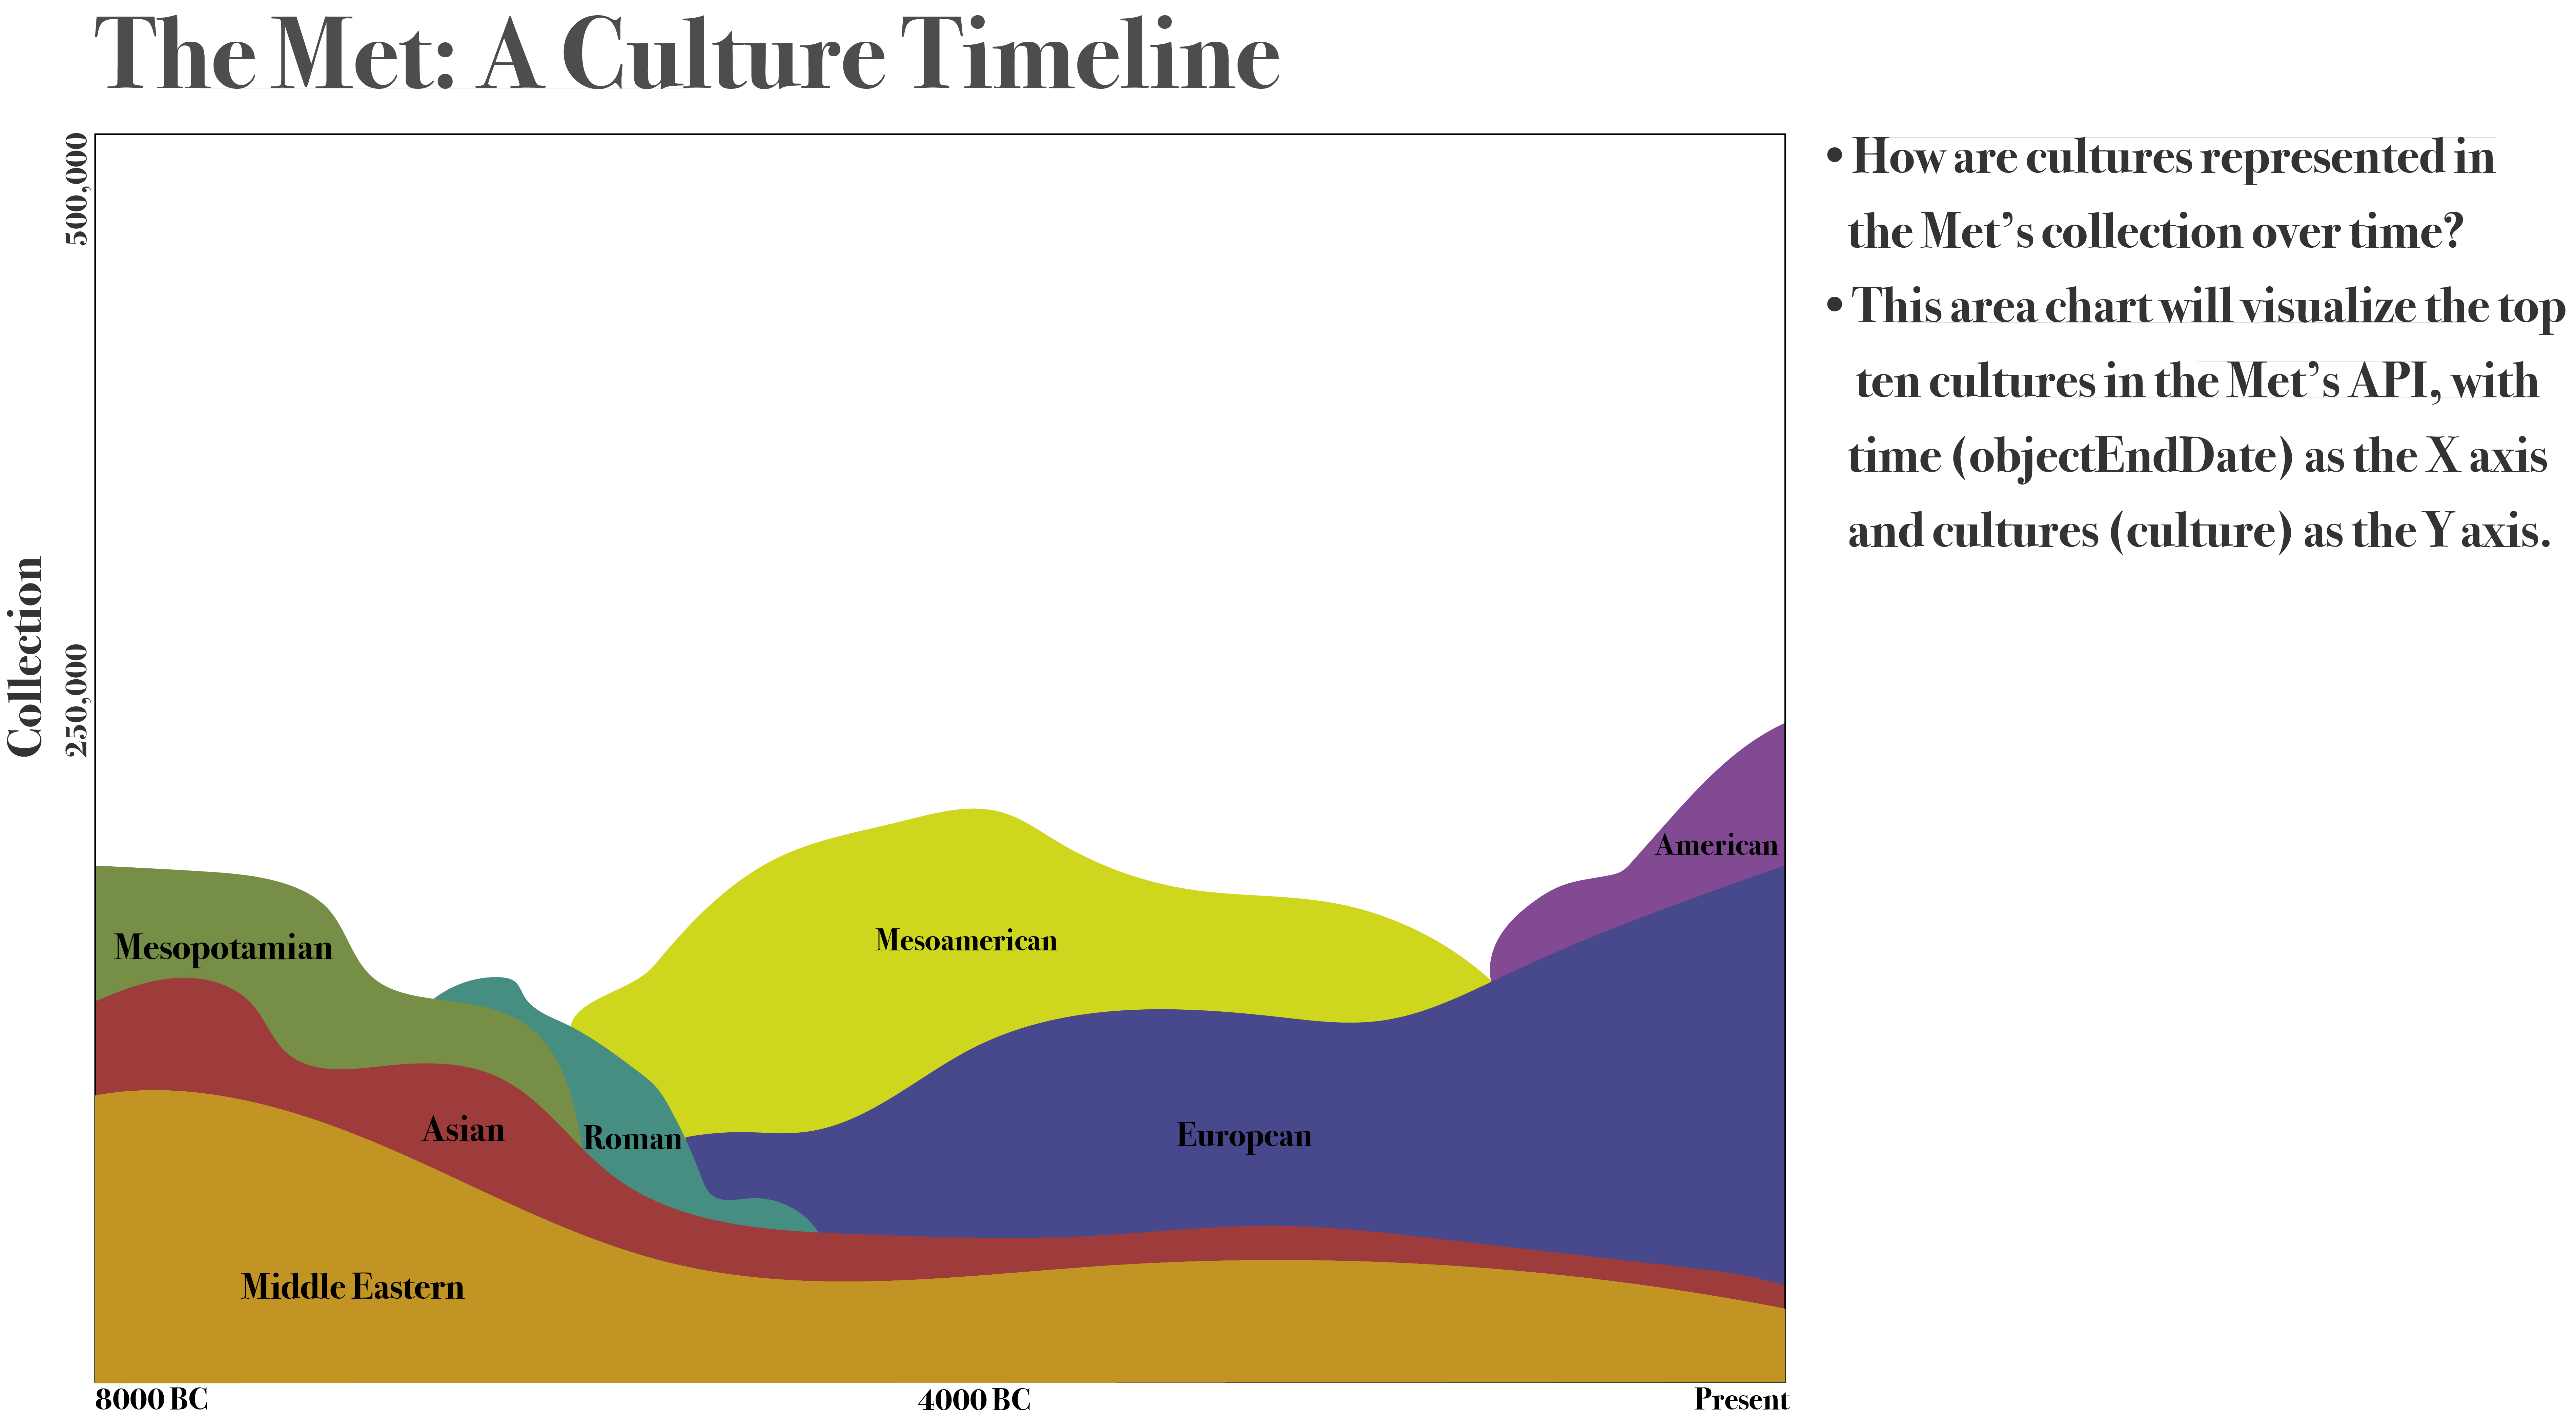 The Met: A Culture Timeline
• How are cultures represented in
the Met’s collection over time?
• This area chart will visualize the top
ten cultures in the Met’s API, with
time (objectEndDate) as the X axis
and cultures (culture) as the Y axis.
Collection
500,000
250,000
American
Mesoamerican
Mesopotamian
Asian
Roman
European
Middle Eastern
8000 BC
4000 BC
Present